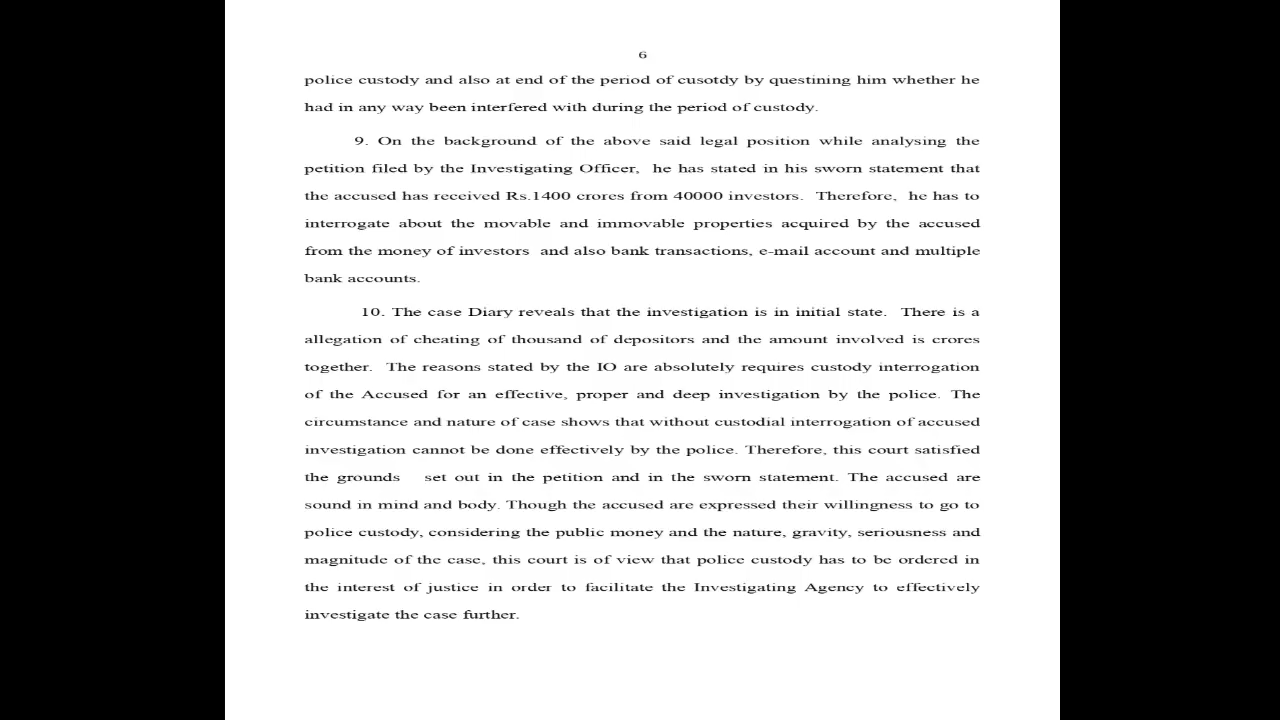 6
police custody and also at end of the period of cusotdy by questining him whether he
had in any way been interfered with during the period of custody.
9. On the background of the above said legal position while analysing the
petition filed by the Investigating Officer, he has stated in his sworn statement that
the accused has received Rs.1400 crores from 40000 investors. Therefore, he has to
interrogate about the movable and immovable properties acquired by the accused
from the money of investors and also bank transactions, e-mail account and multiple
bank accounts.
10. The case Diary reveals that the investigation is in initial state. There is a
allegation of cheating of thousand of depositors and the amount involved is crores
together. The reasons stated by the IO are absolutely requires custody interrogation
of the Accused for an effective, proper and deep investigation by the police. The
circumstance and nature of case shows that without custodial interrogation of accused
investigation cannot be done effectively by the police. Therefore, this court satisfied
the grounds set out in the petition and in the sworn statement. The accused are
sound in mind and body. Though the accused are expressed their willingness to go to
police custody, considering the public money and the nature, gravity, seriousness and
magnitude of the case, this court is of view that police custody has to be ordered in
the interest of justice in order to facilitate the Investigating Agency to effectively
investigate the case further.